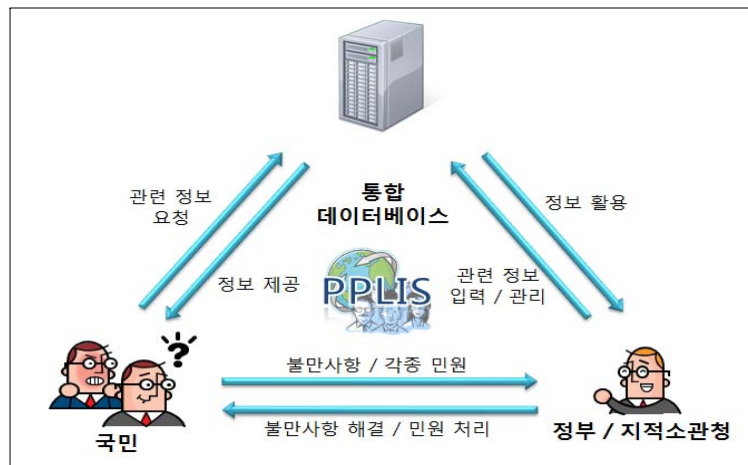 관련 정보
요청
통합
데이터베이스
정보 활용
정보 제공
PPLIS
관련 정보
입력 / 관리
?
불만사항 / 각종 민원
불만사항 해결 / 민원 처리
국민
정부 / 지적소관청